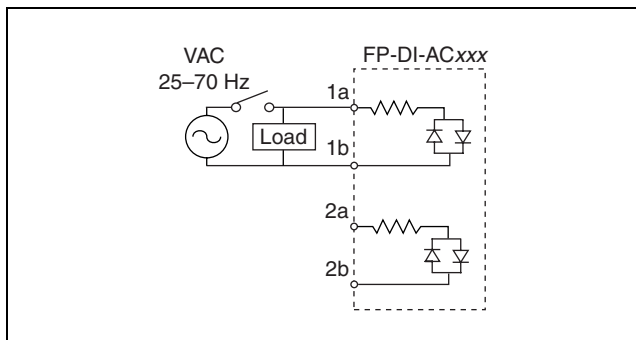 VAC
25–70 Hz
FP-DI-ACxxx
1a
Load
1b
2a
2b